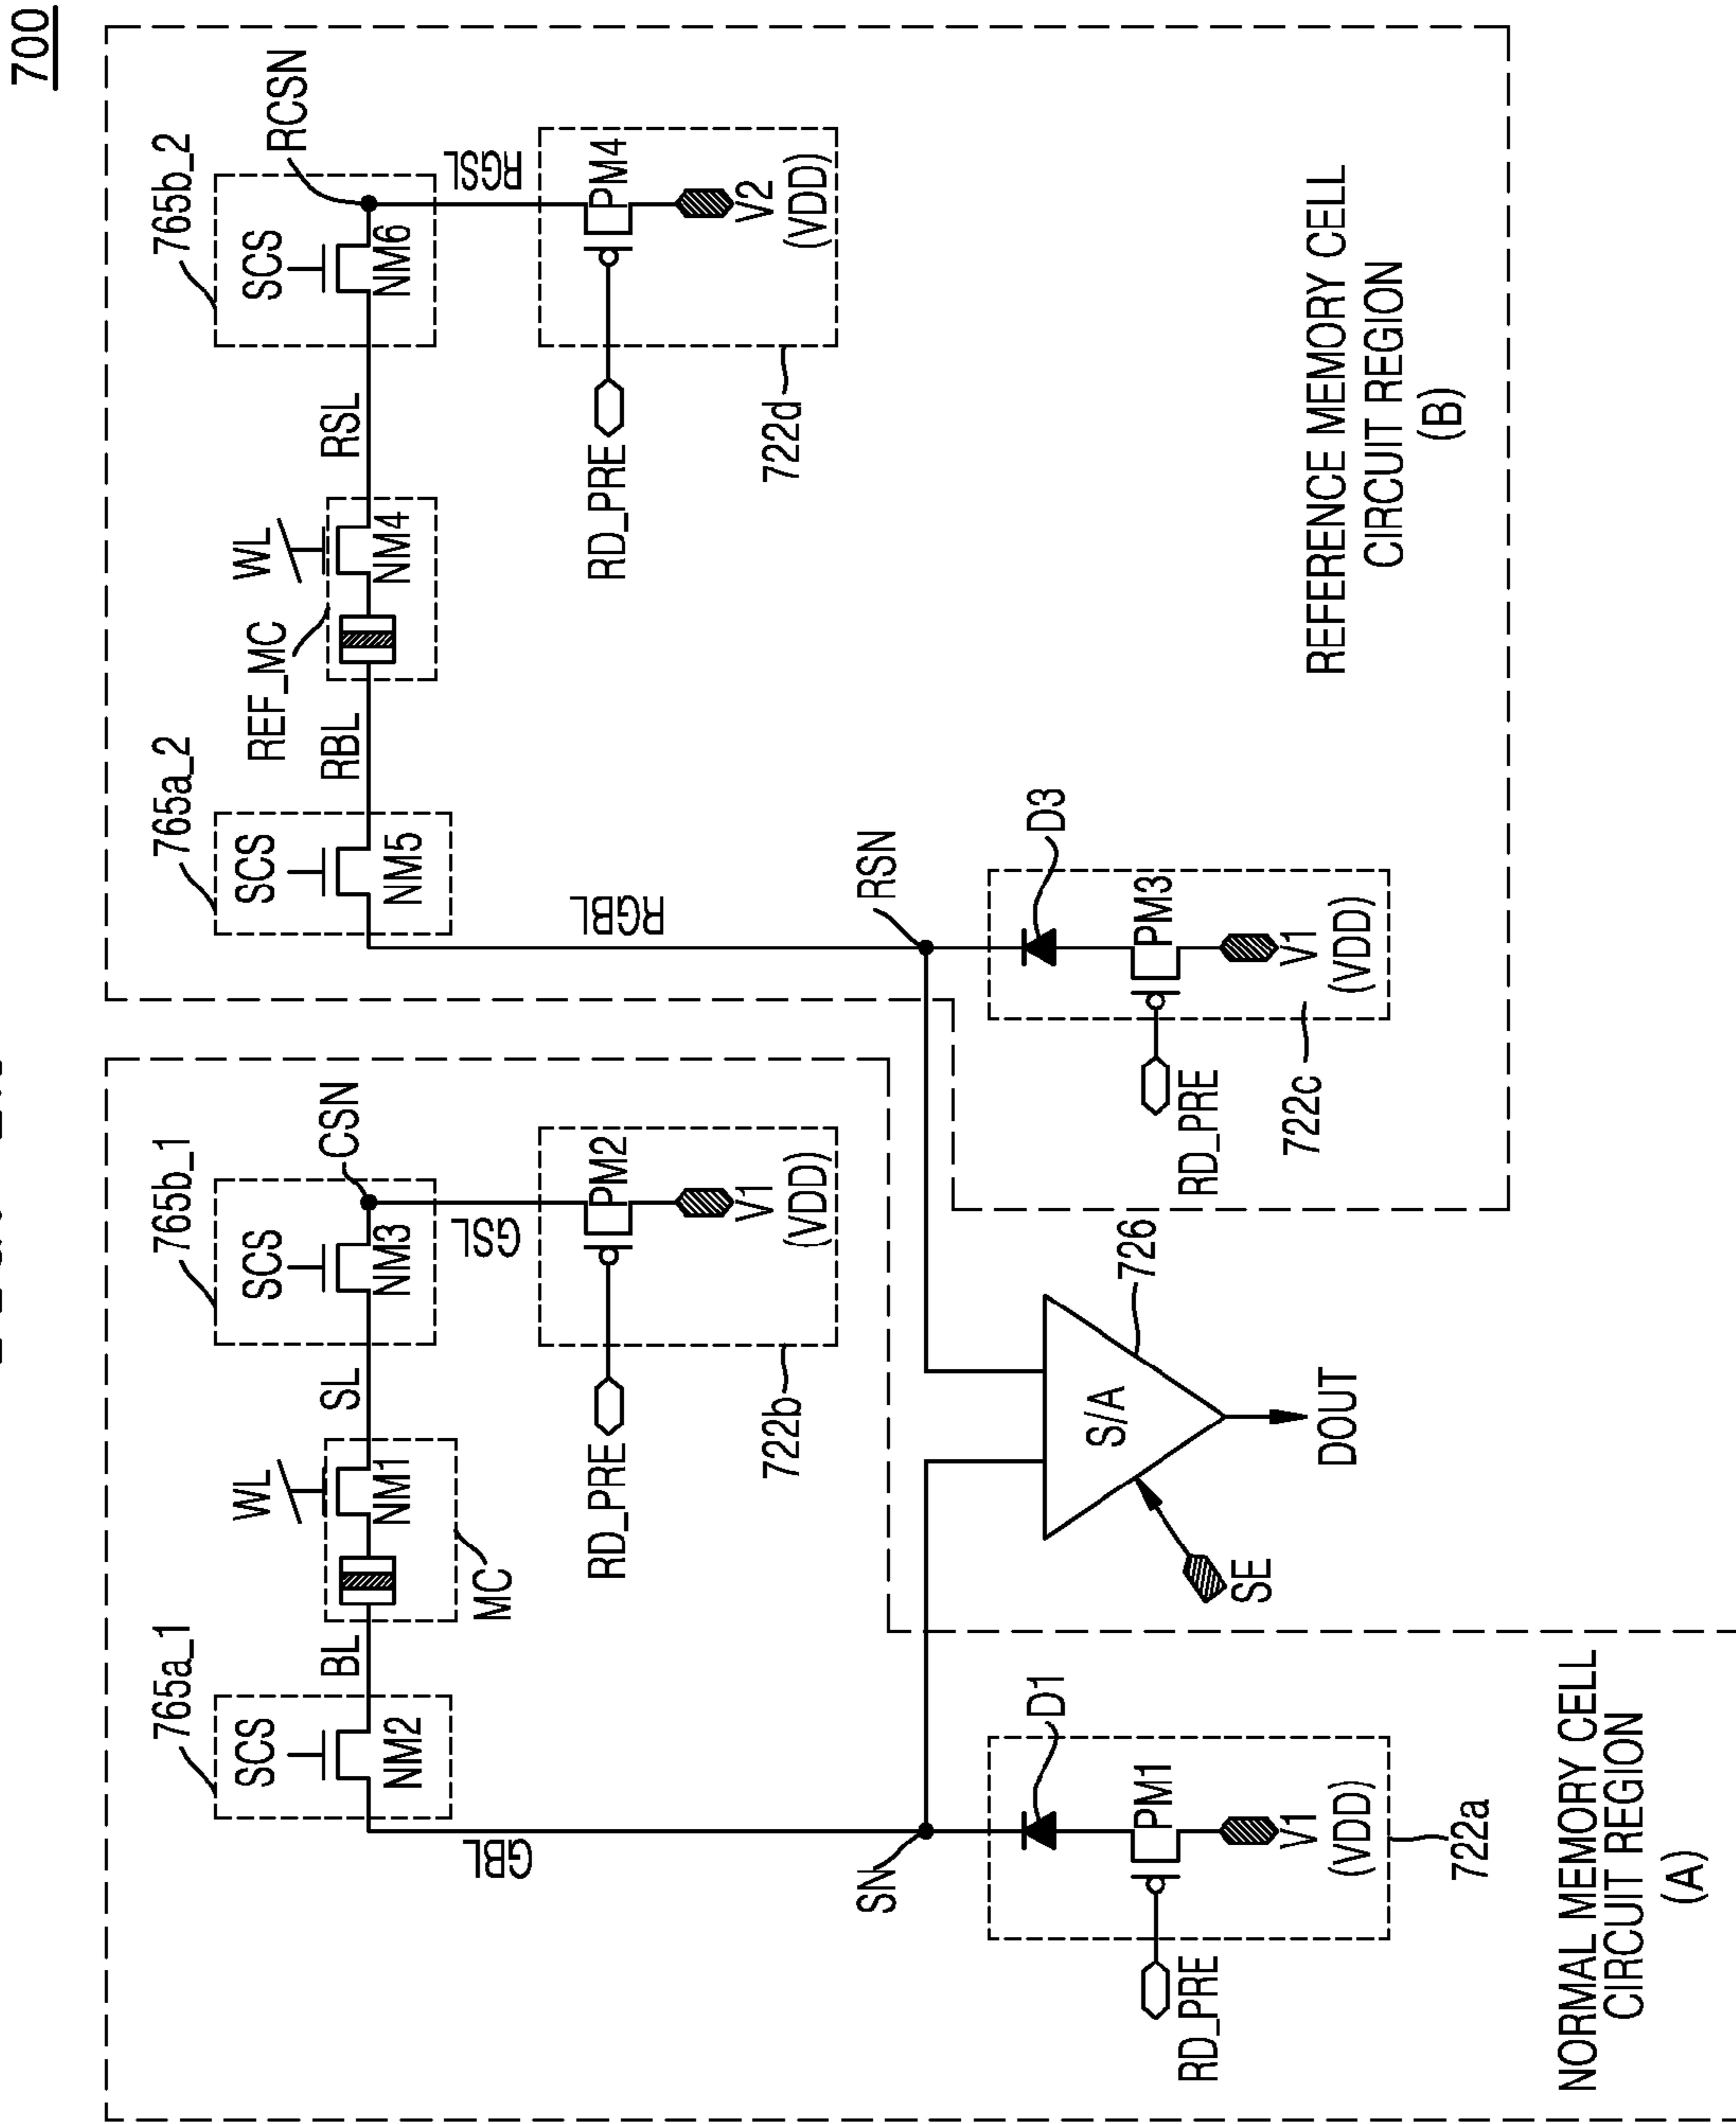 700
765a_1
765b_1
765a_2
765b_2
SCS
NM2
BL
WL
NM1
MC
SL
SCS
NM3
CSN
SCS
NM5
RBL
REF_MC
WL
NM4
RSL
SCS
NM6
RCSN
GBL
GSL
RD_PRE
PM2
V1
(VDD)
722b
RGBL
RGSL
RD_PRE
PM4
V2
(VDD)
722d
SN
RSN
D1
RD_PRE
PM1
V1
(VDD)
722a
S/A
726
SE
DOUT
D3
RD_PRE
PM3
V1
(VDD)
722c
NORMAL MEMORY CELL
CIRCUIT REGION
(A)
REFERENCE MEMORY CELL
CIRCUIT REGION
(B)